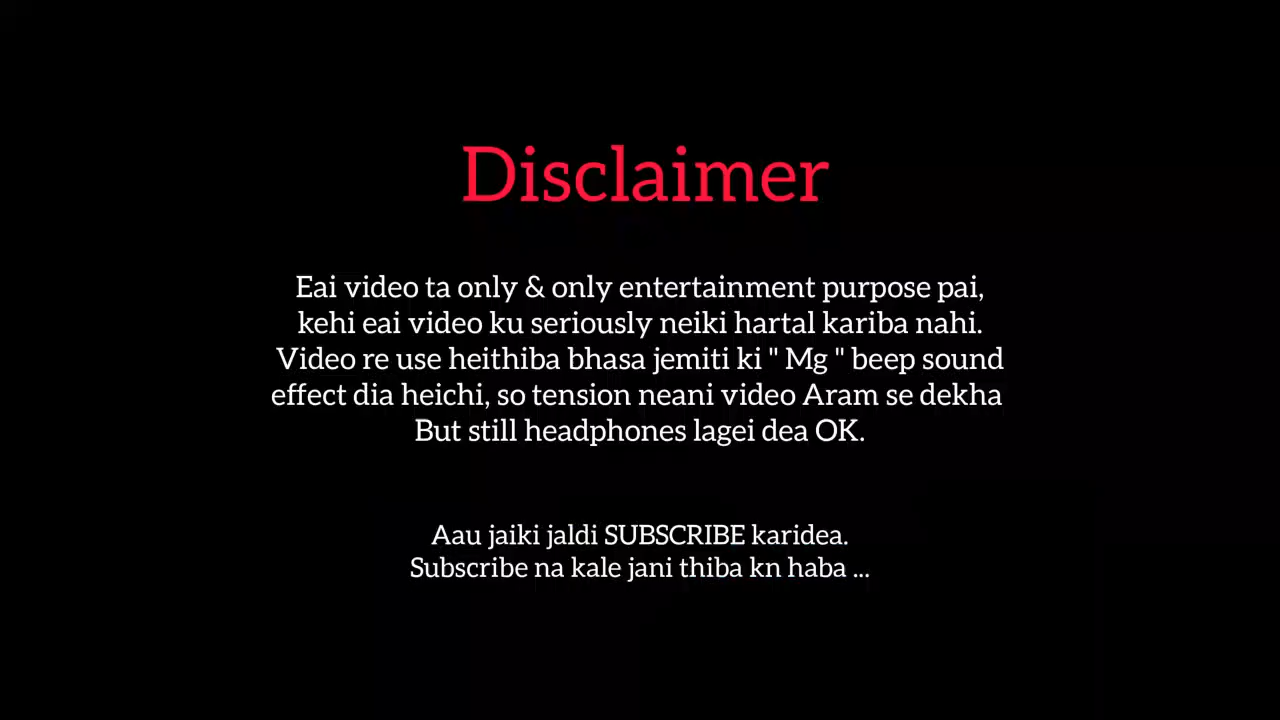 Disclaimer
Eai video ta only & only entertainment purpose pai,
kehi eai video ku seriously neiki hartal kariba nahi.
Video re use heithiba bhasa jemiti ki " Mg " beep sound
effect dia heichi, so tension neani video Aram se dekha
But still headphones lagei dea OK.
Aau jaiki jaldi SUBSCRIBE karidea.
Subscribe na kale jani thiba kn haba ...